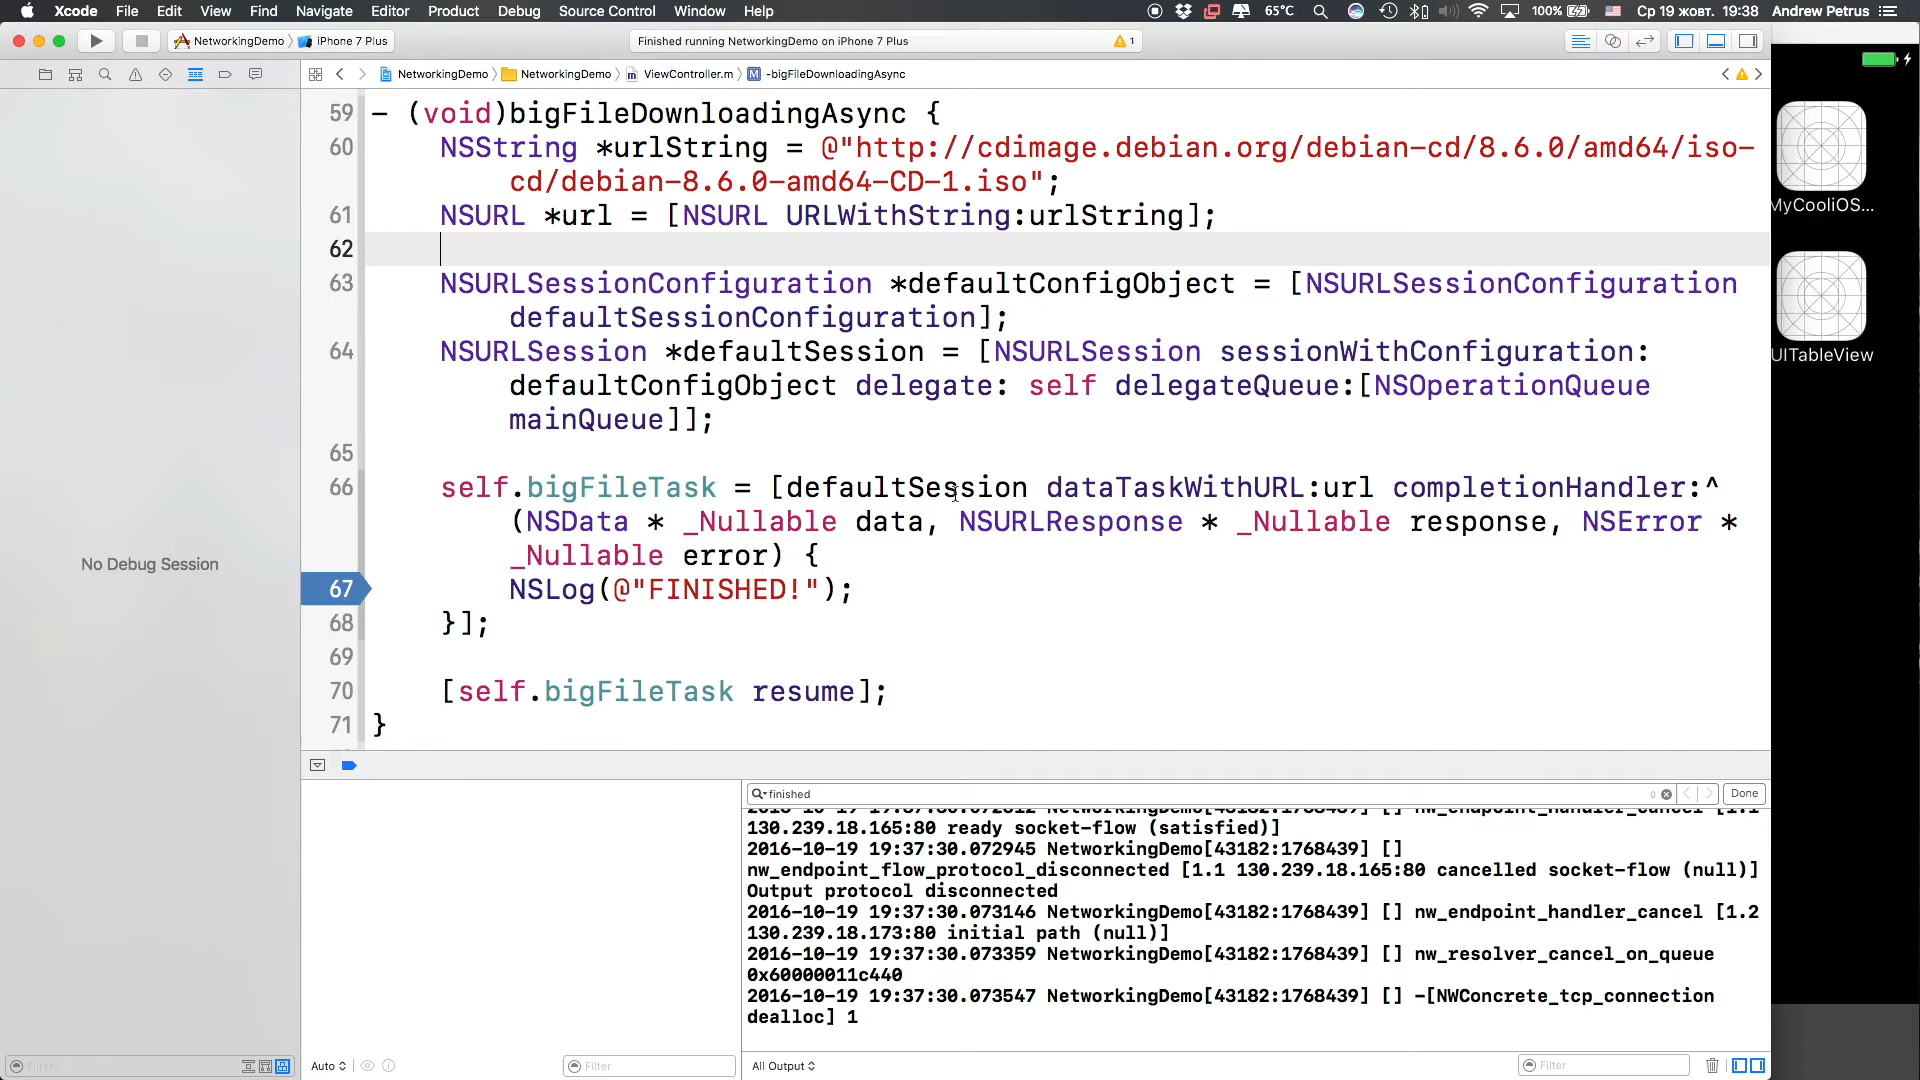 Xcode File Edit View Find Navigate Editor Product Debug Source Control Window Help 65°C 100% Ср 19 жовт. 19:38 Andrew Petrus
NetworkingDemo iPhone 7 Plus Finished running NetworkingDemo on iPhone 7 Plus 1
NetworkingDemo NetworkingDemo ViewController.m M -bigFileDownloadingAsync
59 - (void)bigFileDownloadingAsync {
60 NSString *urlString = @"http://cdimage.debian.org/debian-cd/8.6.0/amd64/iso-
cd/debian-8.6.0-amd64-CD-1.iso";
61 NSURL *url = [NSURL URLWithString:urlString];
62
63 NSURLSessionConfiguration *defaultConfigObject = [NSURLSessionConfiguration
defaultSessionConfiguration];
64 NSURLSession *defaultSession = [NSURLSession sessionWithConfiguration:
defaultConfigObject delegate: self delegateQueue:[NSOperationQueue
mainQueue]];
65
66 self.bigFileTask = [defaultSession dataTaskWithURL:url completionHandler:^
(NSData * _Nullable data, NSURLResponse * _Nullable response, NSError *
_Nullable error) {
67 NSLog(@"FINISHED!");
68 }];
69
70 [self.bigFileTask resume];
71 }
MyCooliOS...
UITableView
No Debug Session
finished 0 Done
130.239.18.165:80 ready socket-flow (satisfied)]
2016-10-19 19:37:30.072945 NetworkingDemo[43182:1768439] []
nw_endpoint_flow_protocol_disconnected [1.1 130.239.18.165:80 cancelled socket-flow (null)]
Output protocol disconnected
2016-10-19 19:37:30.073146 NetworkingDemo[43182:1768439] [] nw_endpoint_handler_cancel [1.2
130.239.18.173:80 initial path (null)]
2016-10-19 19:37:30.073359 NetworkingDemo[43182:1768439] [] nw_resolver_cancel_on_queue
0x60000011c440
2016-10-19 19:37:30.073547 NetworkingDemo[43182:1768439] [] -[NWConcrete_tcp_connection
dealloc] 1
Filter Auto Filter All Output Filter